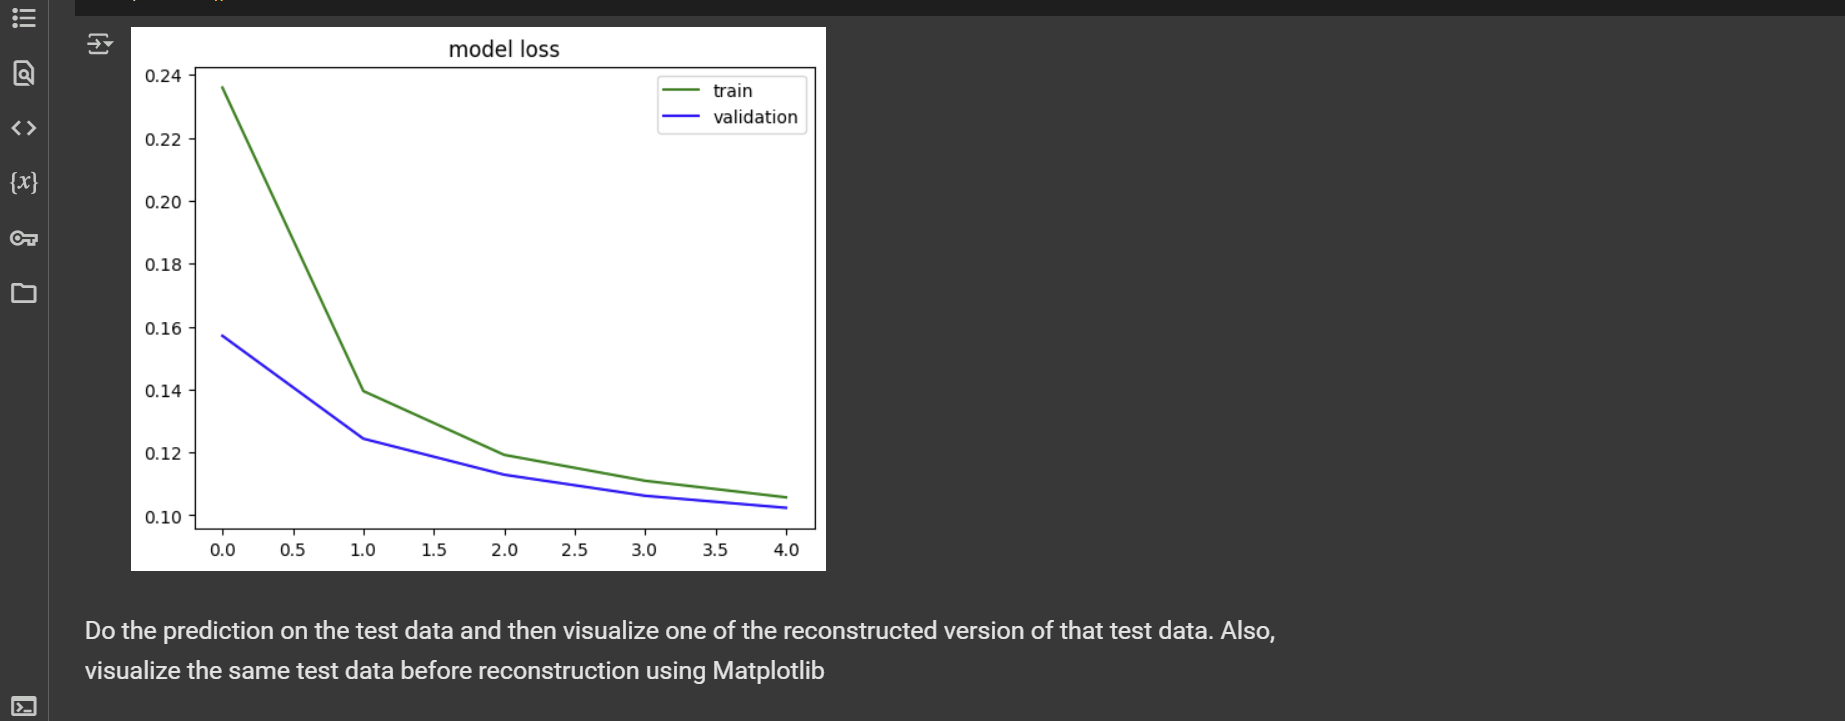 model loss
0.24
0.22
0.20
0.18
0.16
0.14
0.12
0.10
train
validation
0.0 0.5 1.0 1.5 2.0 2.5 3.0 3.5 4.0
{x}
Do the prediction on the test data and then visualize one of the reconstructed version of that test data. Also,
visualize the same test data before reconstruction using Matplotlib